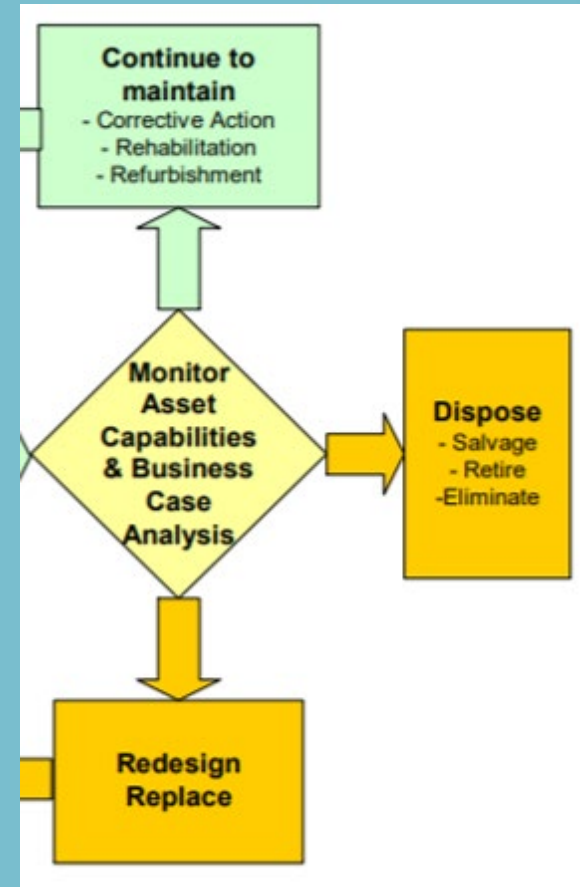 Continue to
maintain
- Corrective Action
- Rehabilitation
- Refurbishment
Monitor
Asset
Capabilities
& Business
Case
Analysis
Dispose
- Salvage
- Retire
-Eliminate
Redesign
Replace